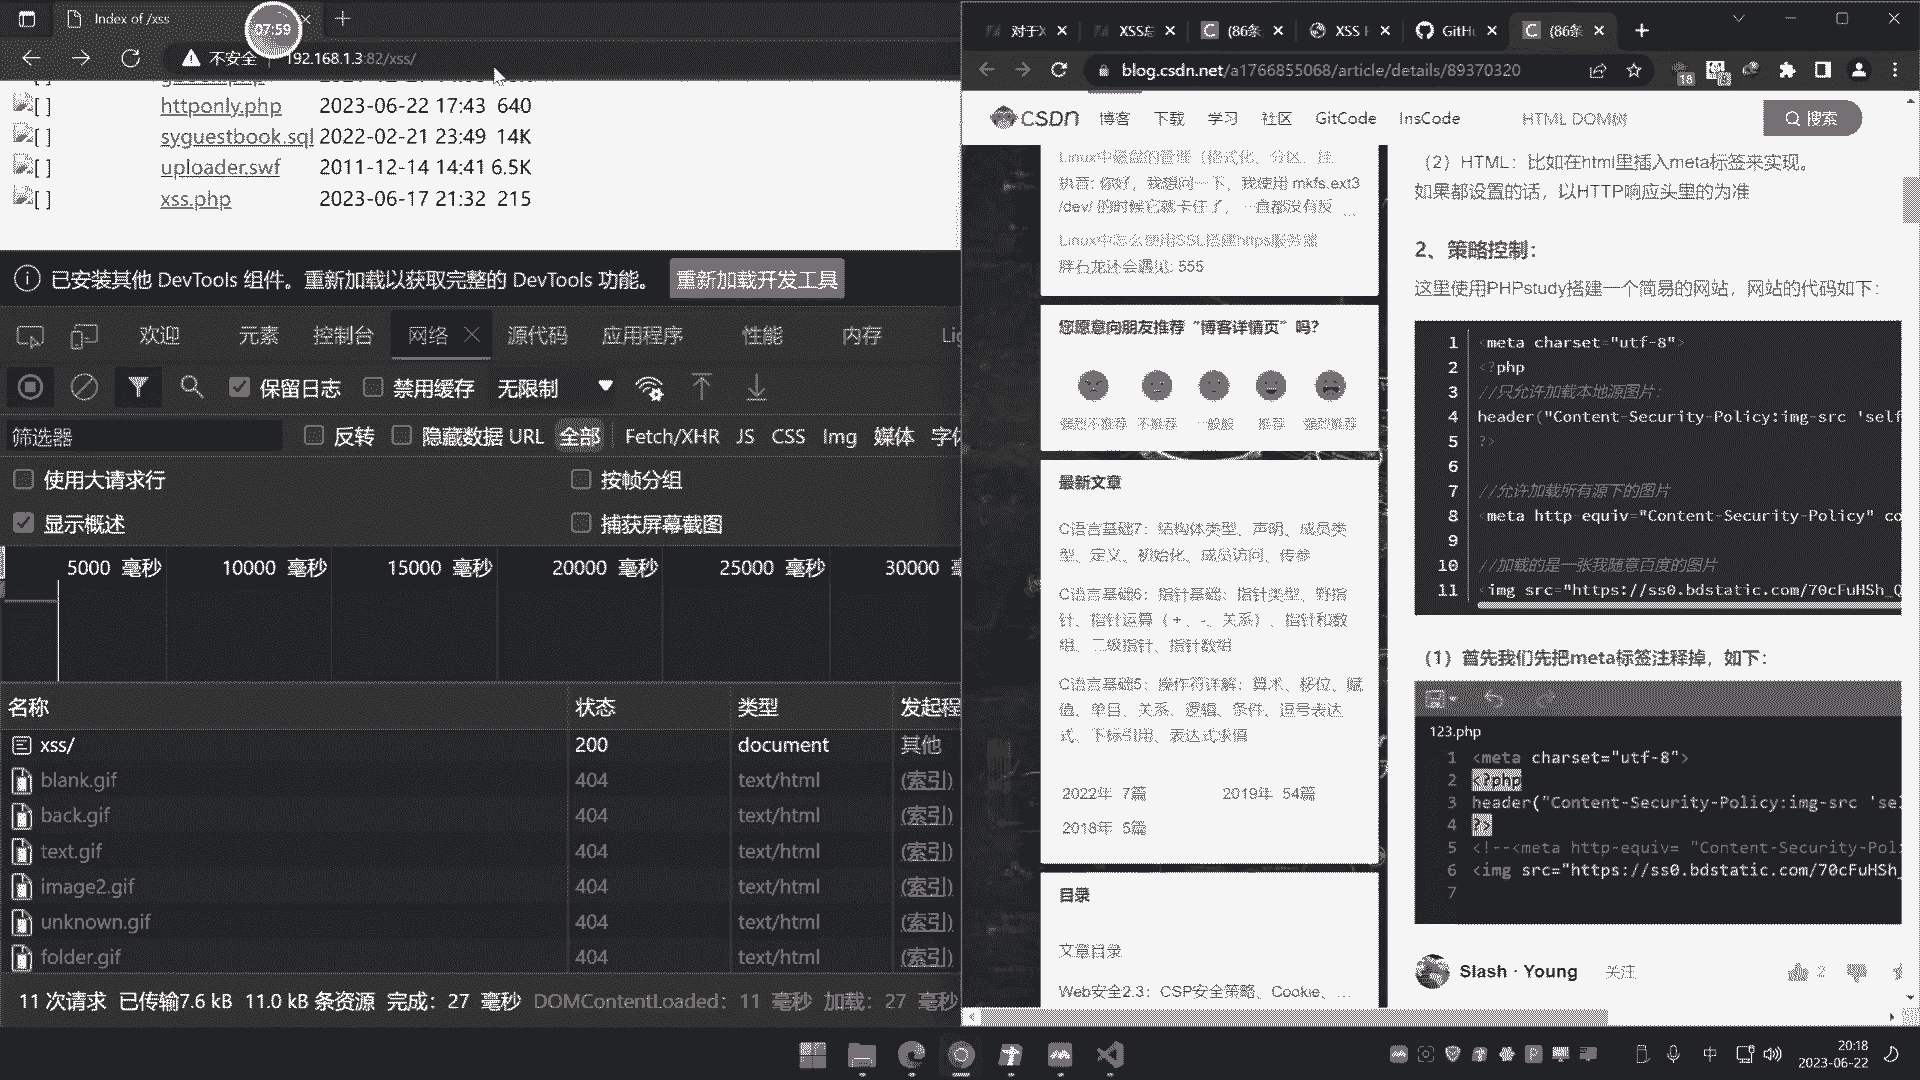 Index of /xss
07:59
不安全
192.168.1.3:82/xss/
[ ] httponly.php 2023-06-22 17:43 640
[ ] syguestbook.sql 2022-02-21 23:49 14K
[ ] uploader.swf 2011-12-14 14:41 6.5K
[ ] xss.php 2023-06-17 21:32 215
已安装其他 DevTools 组件。重新加载以获取完整的 DevTools 功能。 重新加载开发工具
欢迎 元素 控制台 网络 源代码 应用程序 性能 内存
保留日志 禁用缓存 无限制
筛选器 反转 隐藏数据 URL 全部 Fetch/XHR JS CSS Img 媒体
使用大请求行 按帧分组
显示概述 捕获屏幕截图
5000 毫秒 10000 毫秒 15000 毫秒 20000 毫秒 25000 毫秒 30000
名称 状态 类型 发起程
xss/ 200 document 其他
blank.gif 404 text/html (索引)
back.gif 404 text/html (索引)
text.gif 404 text/html (索引)
image2.gif 404 text/html (索引)
unknown.gif 404 text/html (索引)
folder.gif 404 text/html (索引)
11 次请求 已传输7.6 kB 11.0 kB 条资源 完成：27 毫秒 DOMContentLoaded：11 毫秒 加载：27 毫秒
对于X XSS (86条 XSS GitHu (86条
blog.csdn.net/a1766855068/article/details/89370320
CSDN 博客 下载 学习 社区 GitCode InsCode HTML DOM树 搜索
Linux中磁盘的管理（格式化、分区、挂
执言: 你好，我想问一下，我使用 mkfs.ext3
/dev/ 的时候它就卡住了，一直都没有反 ...
Linux中怎么使用SSL搭建https服务器
胖石龙还会遇见: 555
您愿意向朋友推荐“博客详情页”吗？
强烈不推荐 不推荐 一般般 推荐 强烈推荐
最新文章
C语言基础7：结构体类型、声明、成员类
型、定义、初始化、成员访问、传参
C语言基础6：指针基础：指针类型、野指
针、指针运算（+、-、关系）、指针和数
组、二级指针、指针数组
C语言基础5：操作符详解：算术、移位、赋
值、单目、关系、逻辑、条件、逗号表达
式、下标引用、表达式求值
2022年 7篇 2019年 54篇
2018年 5篇
目录
文章目录
Web安全2.3：CSP安全策略、Cookie、...
（2）HTML：比如在html里插入meta标签来实现。
如果都设置的话，以HTTP响应头里的为准
2、策略控制：
这里使用PHPstudy搭建一个简易的网站，网站的代码如下：
1 <meta charset="utf-8">
2 <?php
3 //只允许加载本地源图片：
4 header("Content-Security-Policy:img-src 'self
5 ?>
6
7 //允许加载所有源下的图片
8 <meta http-equiv="Content-Security-Policy" co
9
10 //加载的是一张我随意百度的图片
11 <img src="https://ss0.bdstatic.com/70cFuHSh_Q
（1）首先我们先把meta标签注释掉，如下：
123.php
1 <meta charset="utf-8">
2 <?php
3 header("Content-Security-Policy:img-src 'se
4 ?>
5 <!--<meta http-equiv= "Content-Security-Pol
6 <img src="https://ss0.bdstatic.com/70cFuHSh_
7
Slash · Young 关注 2
中 20:18
2023-06-22